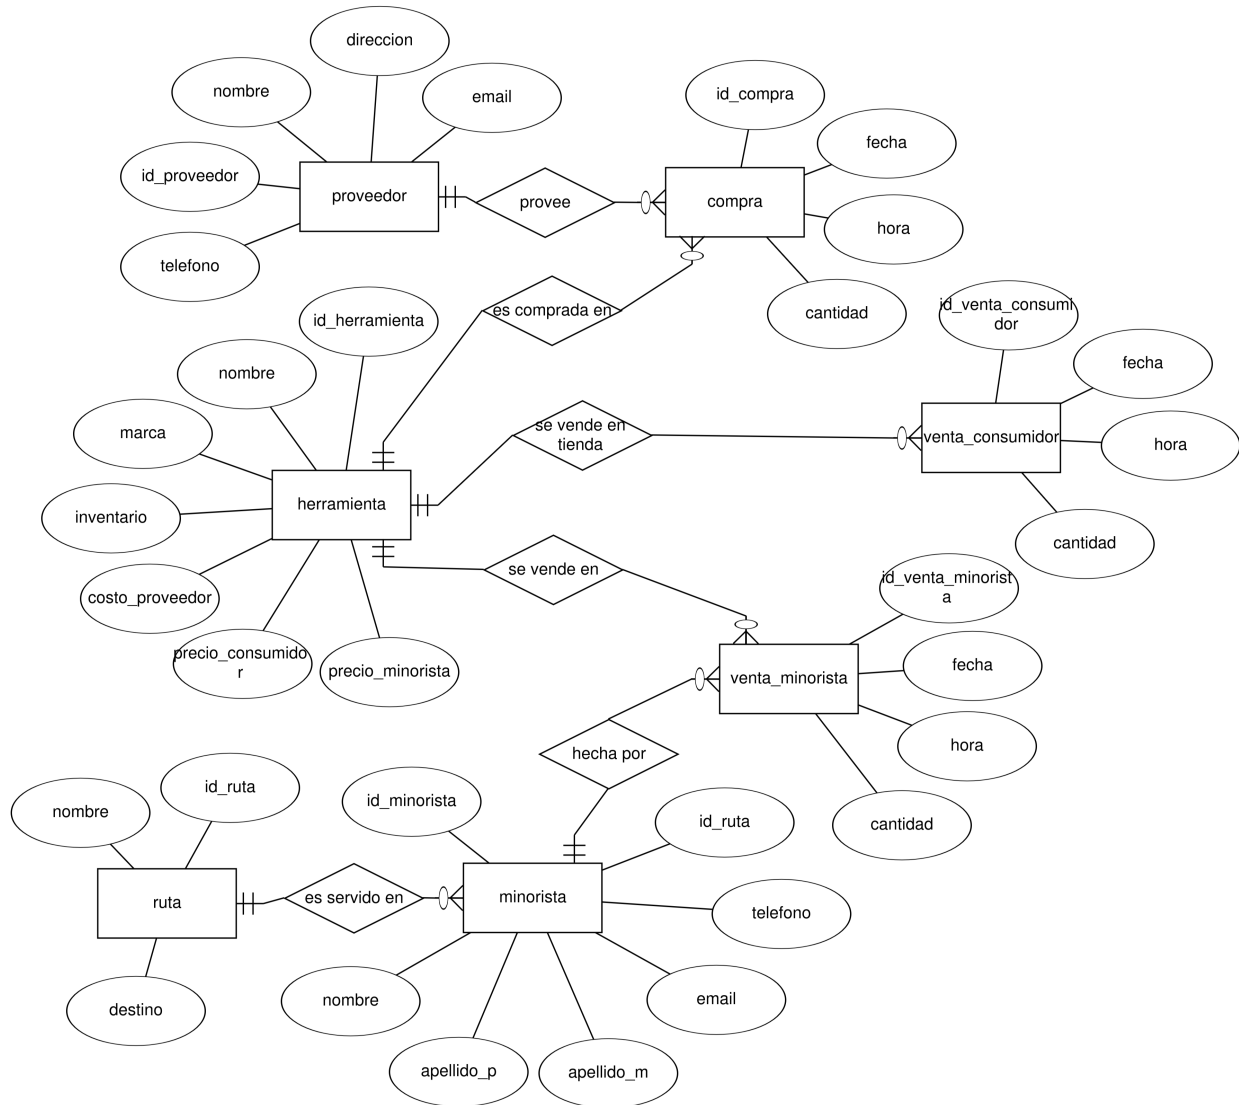 direccion
nombre
email
id_compra
fecha
id_proveedor
proveedor
provee
compra
hora
telefono
id_herramienta
es comprada en
cantidad
id_venta_consumi
dor
nombre
fecha
marca
se vende en
tienda
venta_consumidor
hora
herramienta
inventario
cantidad
se vende en
id_venta_minoris
ta
costo_proveedor
precio_consumido
r
precio_minorista
venta_minorista
fecha
hecha por
hora
nombre
id_ruta
id_minorista
id_ruta
cantidad
ruta
es servido en
minorista
telefono
destino
nombre
email
apellido_p
apellido_m